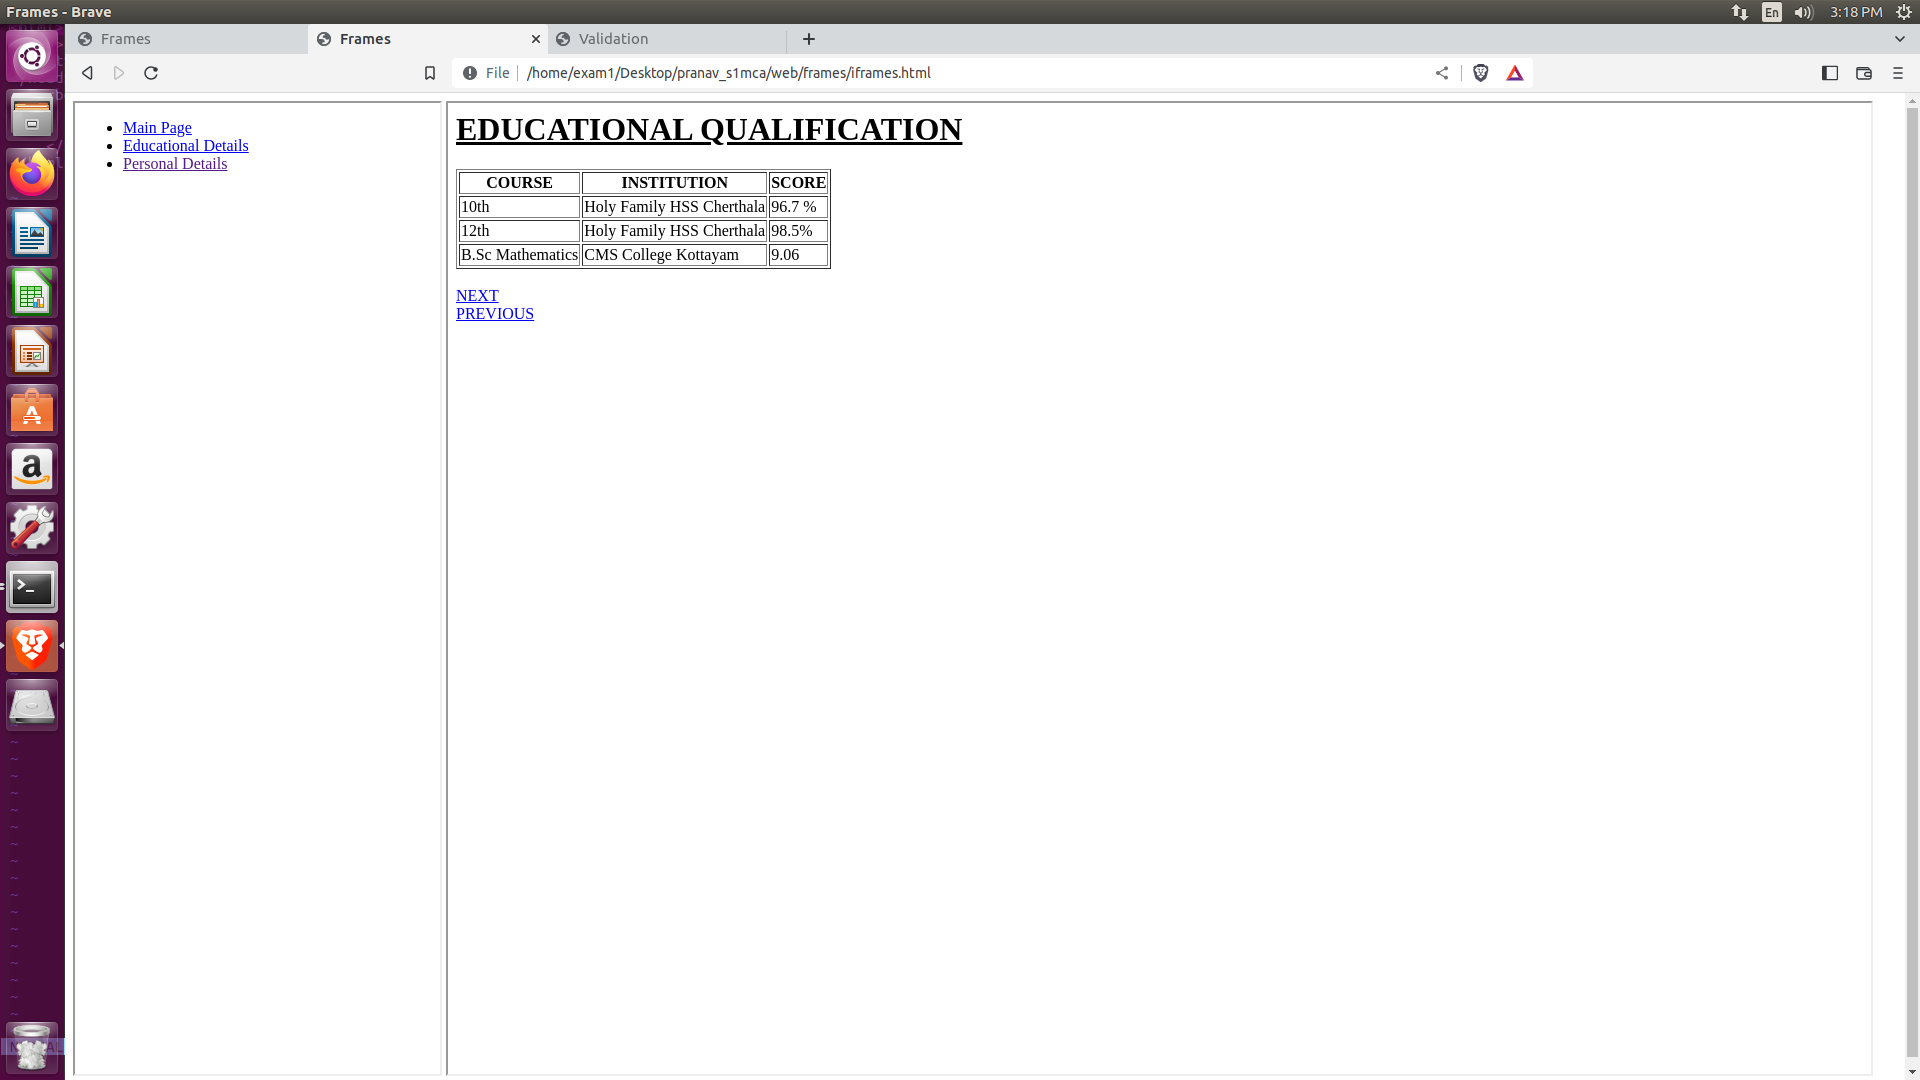 Frames - Brave
En
3:18 PM
Frames
Frames
Validation
File
/home/exam1/Desktop/pranav_s1mca/web/frames/iframes.html
Main Page
Educational Details
Personal Details
EDUCATIONAL QUALIFICATION
COURSE INSTITUTION SCORE
10th Holy Family HSS Cherthala 96.7 %
12th Holy Family HSS Cherthala 98.5%
B.Sc Mathematics CMS College Kottayam 9.06
NEXT
PREVIOUS